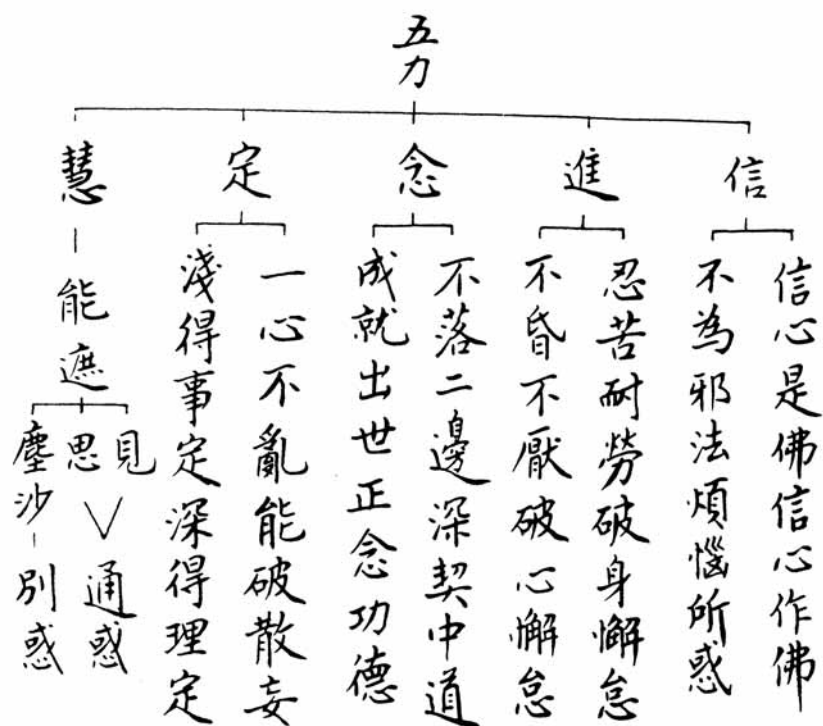 五力
信
信心是佛信心作佛
不為邪法煩惱所惑
進
忍苦耐勞破身懈怠
不昏不厭破心懈怠
念
不落二邊深契中道
成就出世正念功德
定
一心不亂能破散妄
淺得事定深得理定
慧
能遮
見
思
通惑
塵沙
別惑